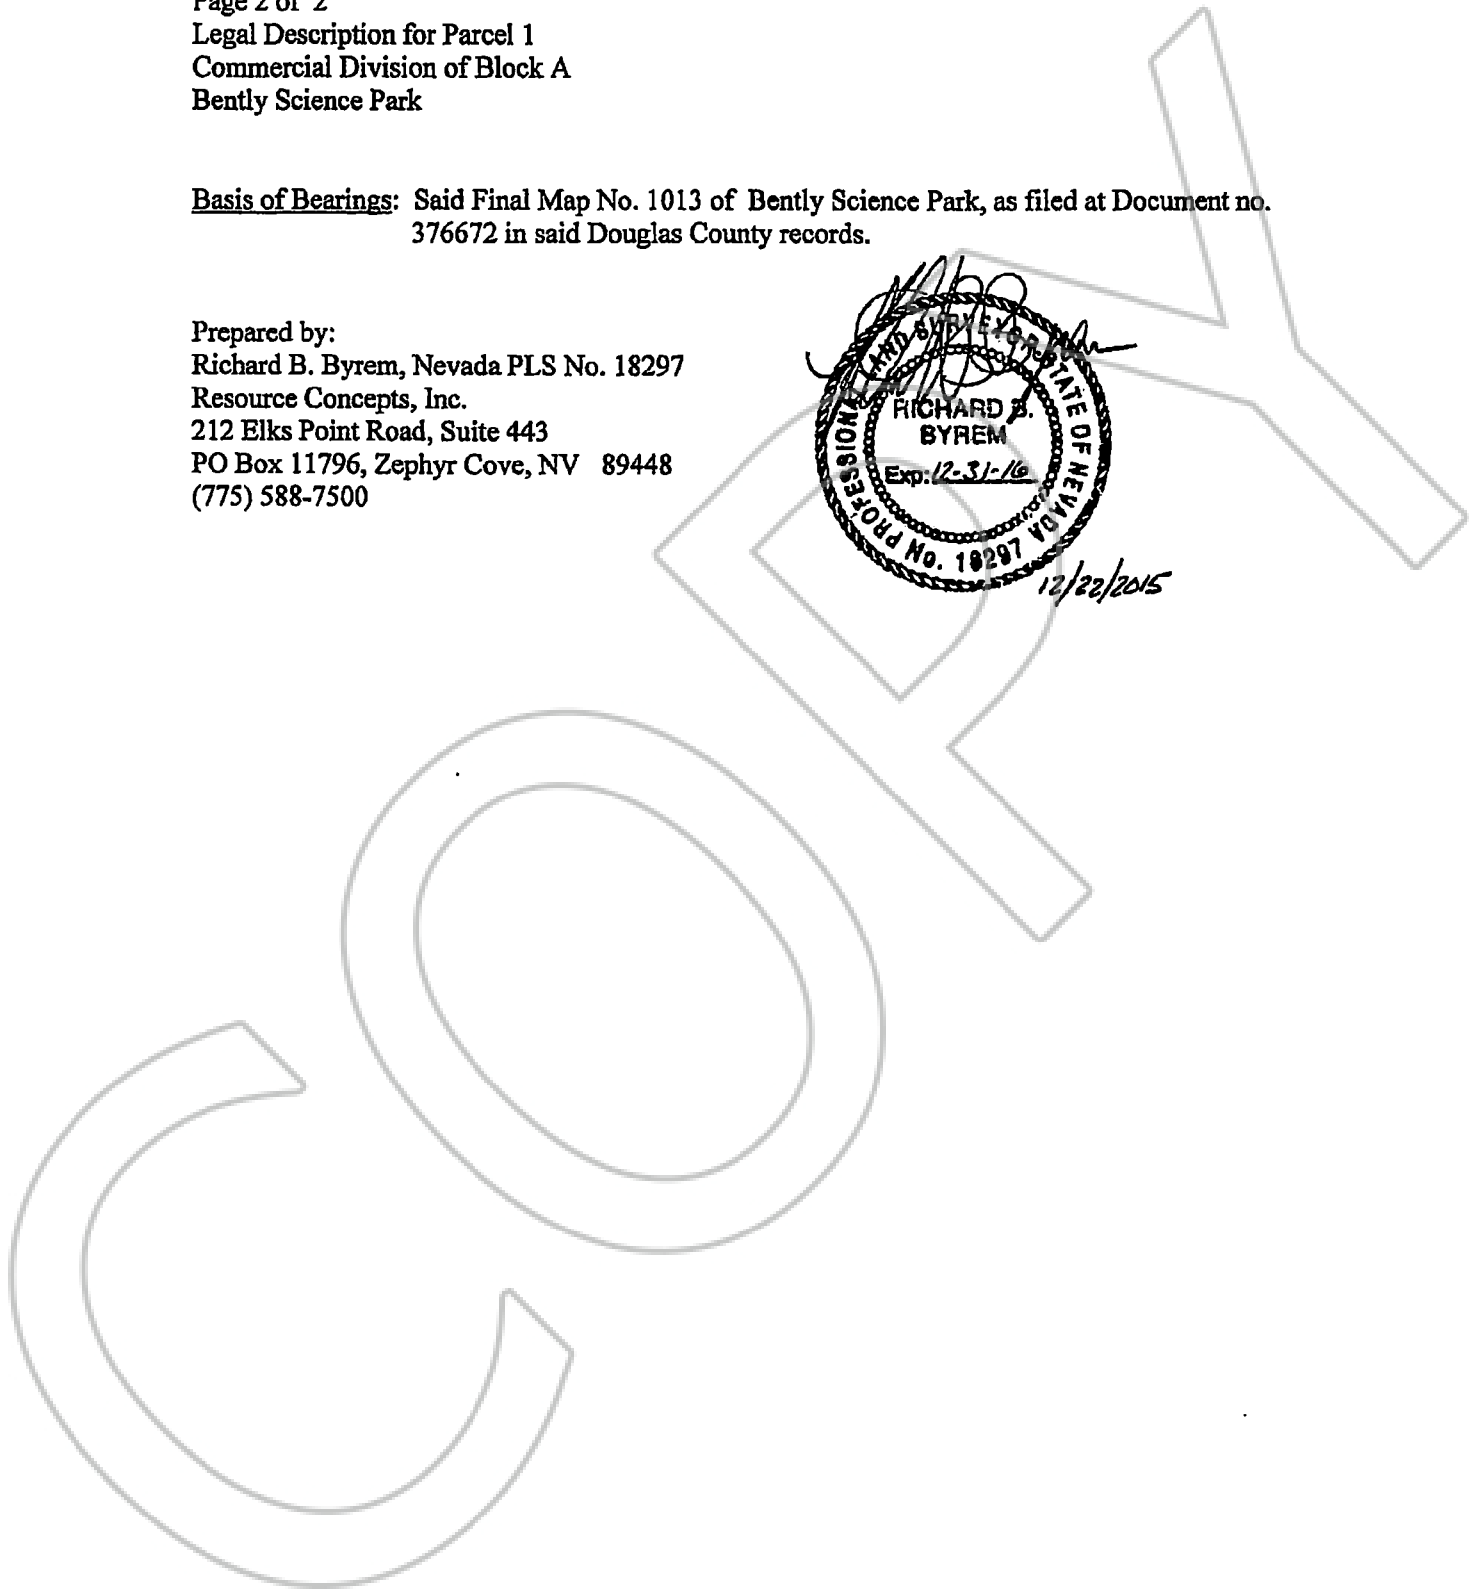 Page 2 of 2
Legal Description for Parcel 1
Commercial Division of Block A
Bently Science Park
Basis of Bearings: Said Final Map No. 1013 of Bently Science Park, as filed at Document no.
376672 in said Douglas County records.
Prepared by:
Richard B. Byrem, Nevada PLS No. 18297
Resource Concepts, Inc.
212 Elks Point Road, Suite 443
PO Box 11796, Zephyr Cove, NV 89448
(775) 588-7500
PROFESSIONAL LAND SURVEYOR STATE OF NEVADA
RICHARD B.
BYREM
Exp: 12-31-16
No. 18297
12/22/2015
COPY